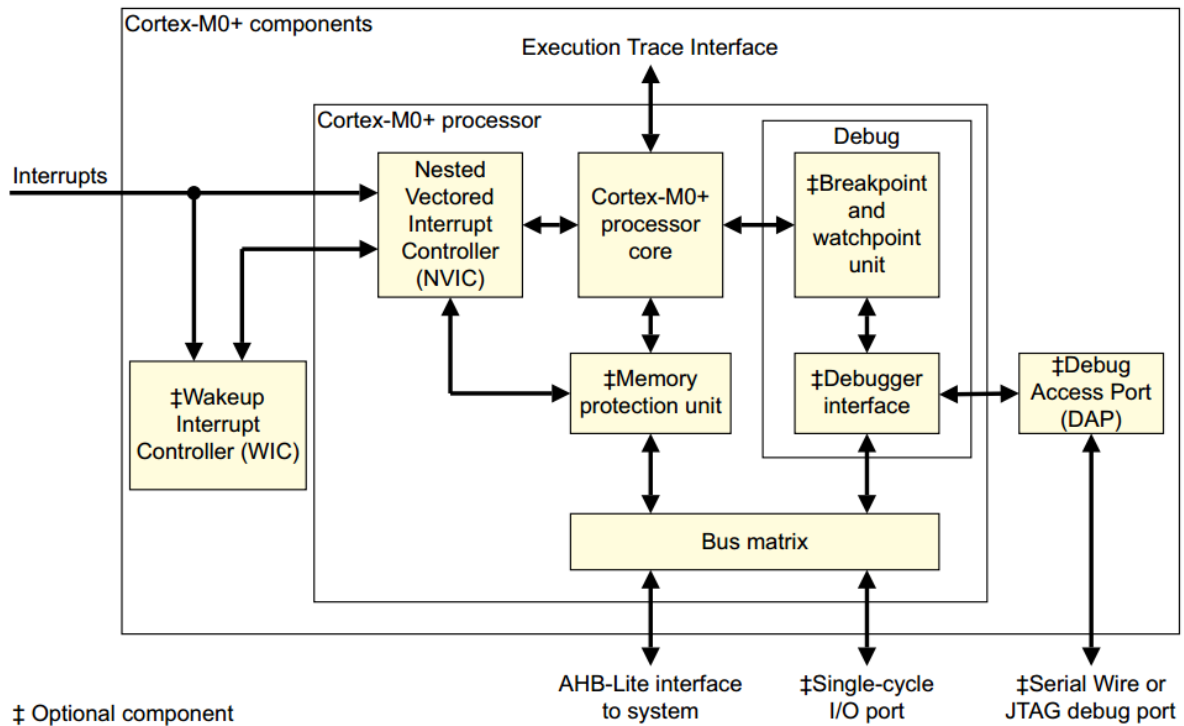 Cortex-M0+ components
Execution Trace Interface
Cortex-M0+ processor
Debug
Interrupts
Nested
Vectored
Interrupt
Controller
(NVIC)
Cortex-M0+
processor
core
‡Breakpoint
and
watchpoint
unit
‡Wakeup
Interrupt
Controller (WIC)
‡Memory
protection unit
‡Debugger
interface
‡Debug
Access Port
(DAP)
Bus matrix
AHB-Lite interface
to system
‡Single-cycle
I/O port
‡Serial Wire or
JTAG debug port
‡ Optional component